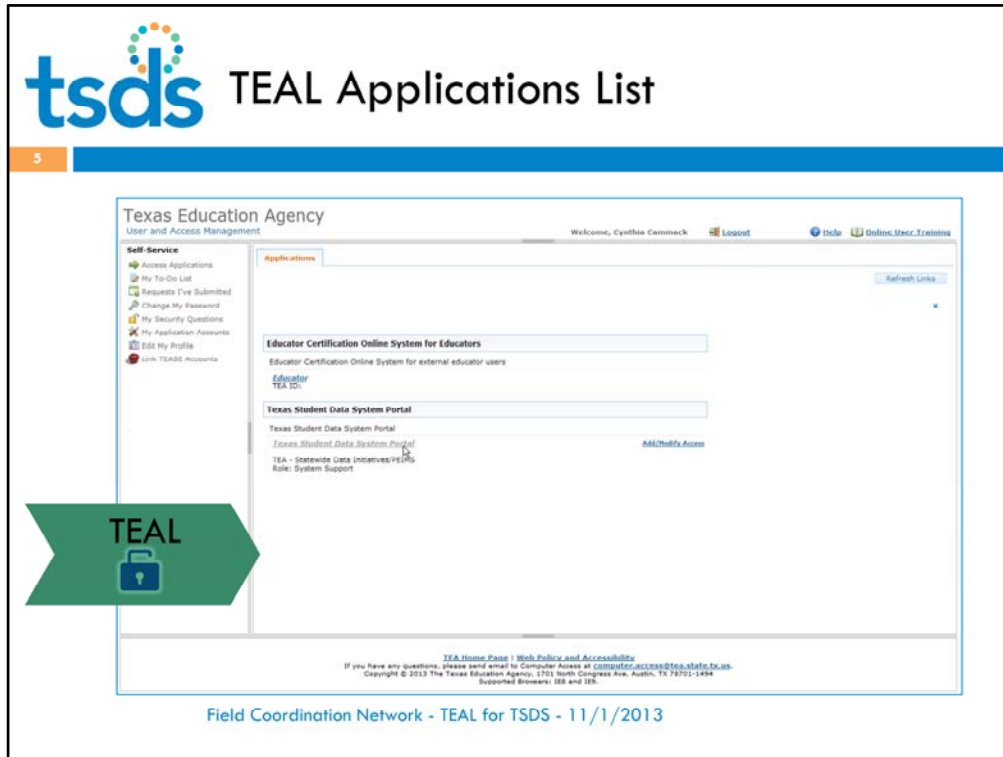 tsds TEAL Applications List
5
Texas Education Agency
User and Access Management
Welcome, Cynthia Cammack
Logout
Help
Online User Training
Self-Service
Access Applications
My To-Do List
Requests I've Submitted
Change My Password
My Security Questions
My Application Accounts
Edit My Profile
Link TEASE Accounts
Applications
Refresh Links
Educator Certification Online System for Educators
Educator Certification Online System for external educator users
Educator
TEA ID:
Texas Student Data System Portal
Texas Student Data System Portal
Texas Student Data System Portal
Add/Modify Access
TEA - Statewide Data Initiatives/PEIMS
Role: System Support
TEAL
TEA Home Page | Web Policy and Accessibility
If you have any questions, please send email to Computer Access at computer.access@tea.state.tx.us.
Copyright © 2013 The Texas Education Agency, 1701 North Congress Ave, Austin, TX 78701-1494
Supported Browsers: IE8 and IE9.
Field Coordination Network - TEAL for TSDS - 11/1/2013